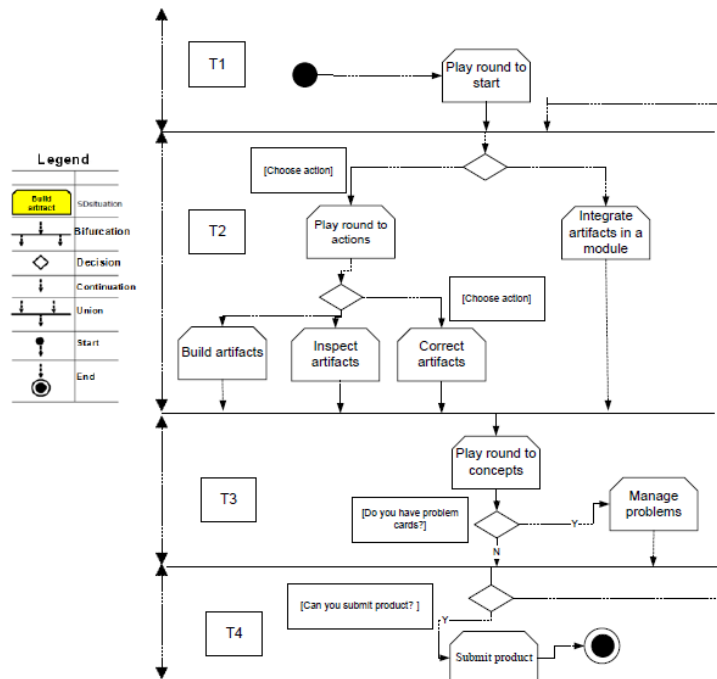 T1
Play round to
start
Legend
Build
artifact
SDsituation
Bifurcation
Decision
Continuation
Union
Start
End
[Choose action]
T2
Play round to
actions
Integrate
artifacts in a
module
[Choose action]
Build artifacts
Inspect
artifacts
Correct
artifacts
Play round to
concepts
T3
[Do you have problem
cards?]
Y
Manage
problems
N
[Can you submit product? ]
T4
Y
Submit product